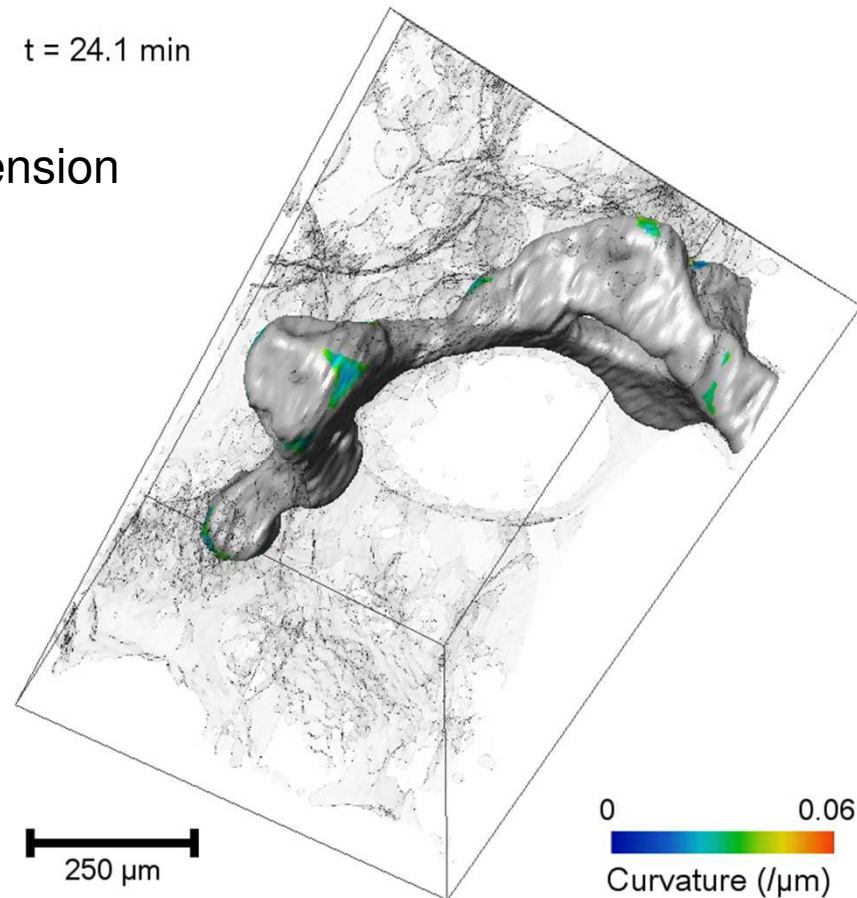 t = 24.1 min
ension
250 µm
0 0.06
Curvature (/µm)